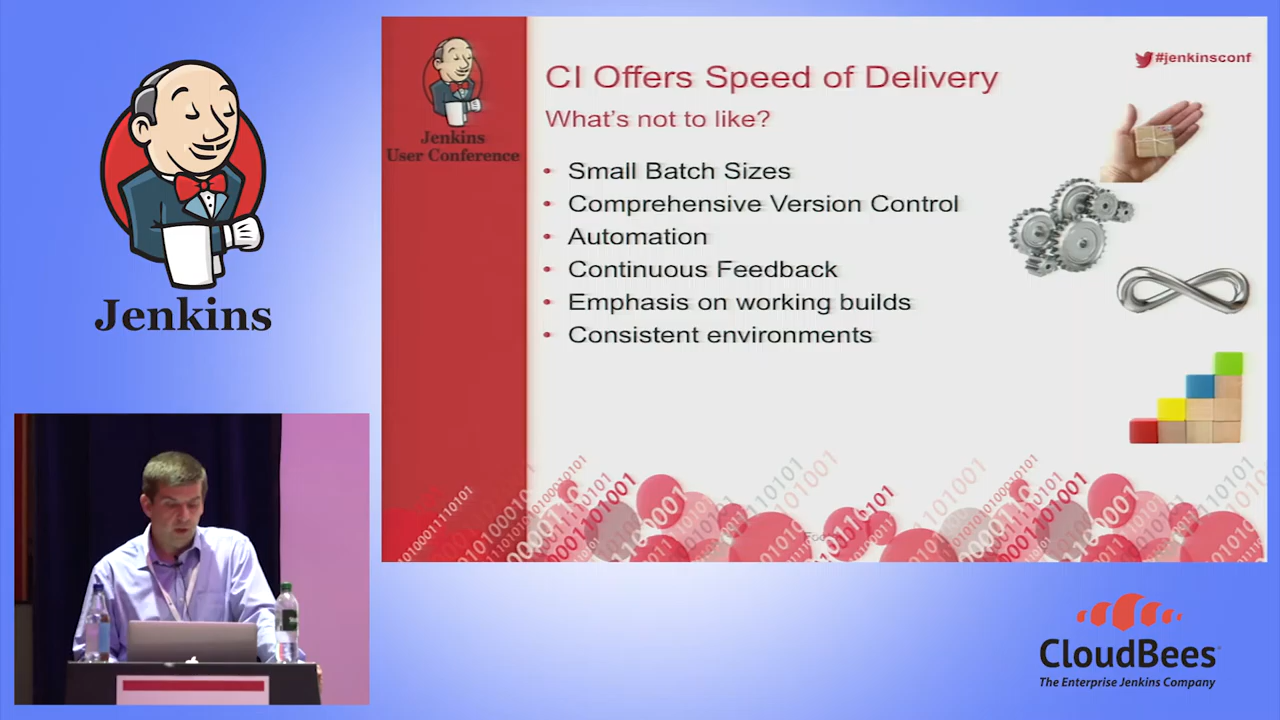 Jenkins
Jenkins
User Conference
CI Offers Speed of Delivery
#jenkinsconf
What's not to like?
• Small Batch Sizes
• Comprehensive Version Control
• Automation
• Continuous Feedback
• Emphasis on working builds
• Consistent environments
CloudBees
The Enterprise Jenkins Company